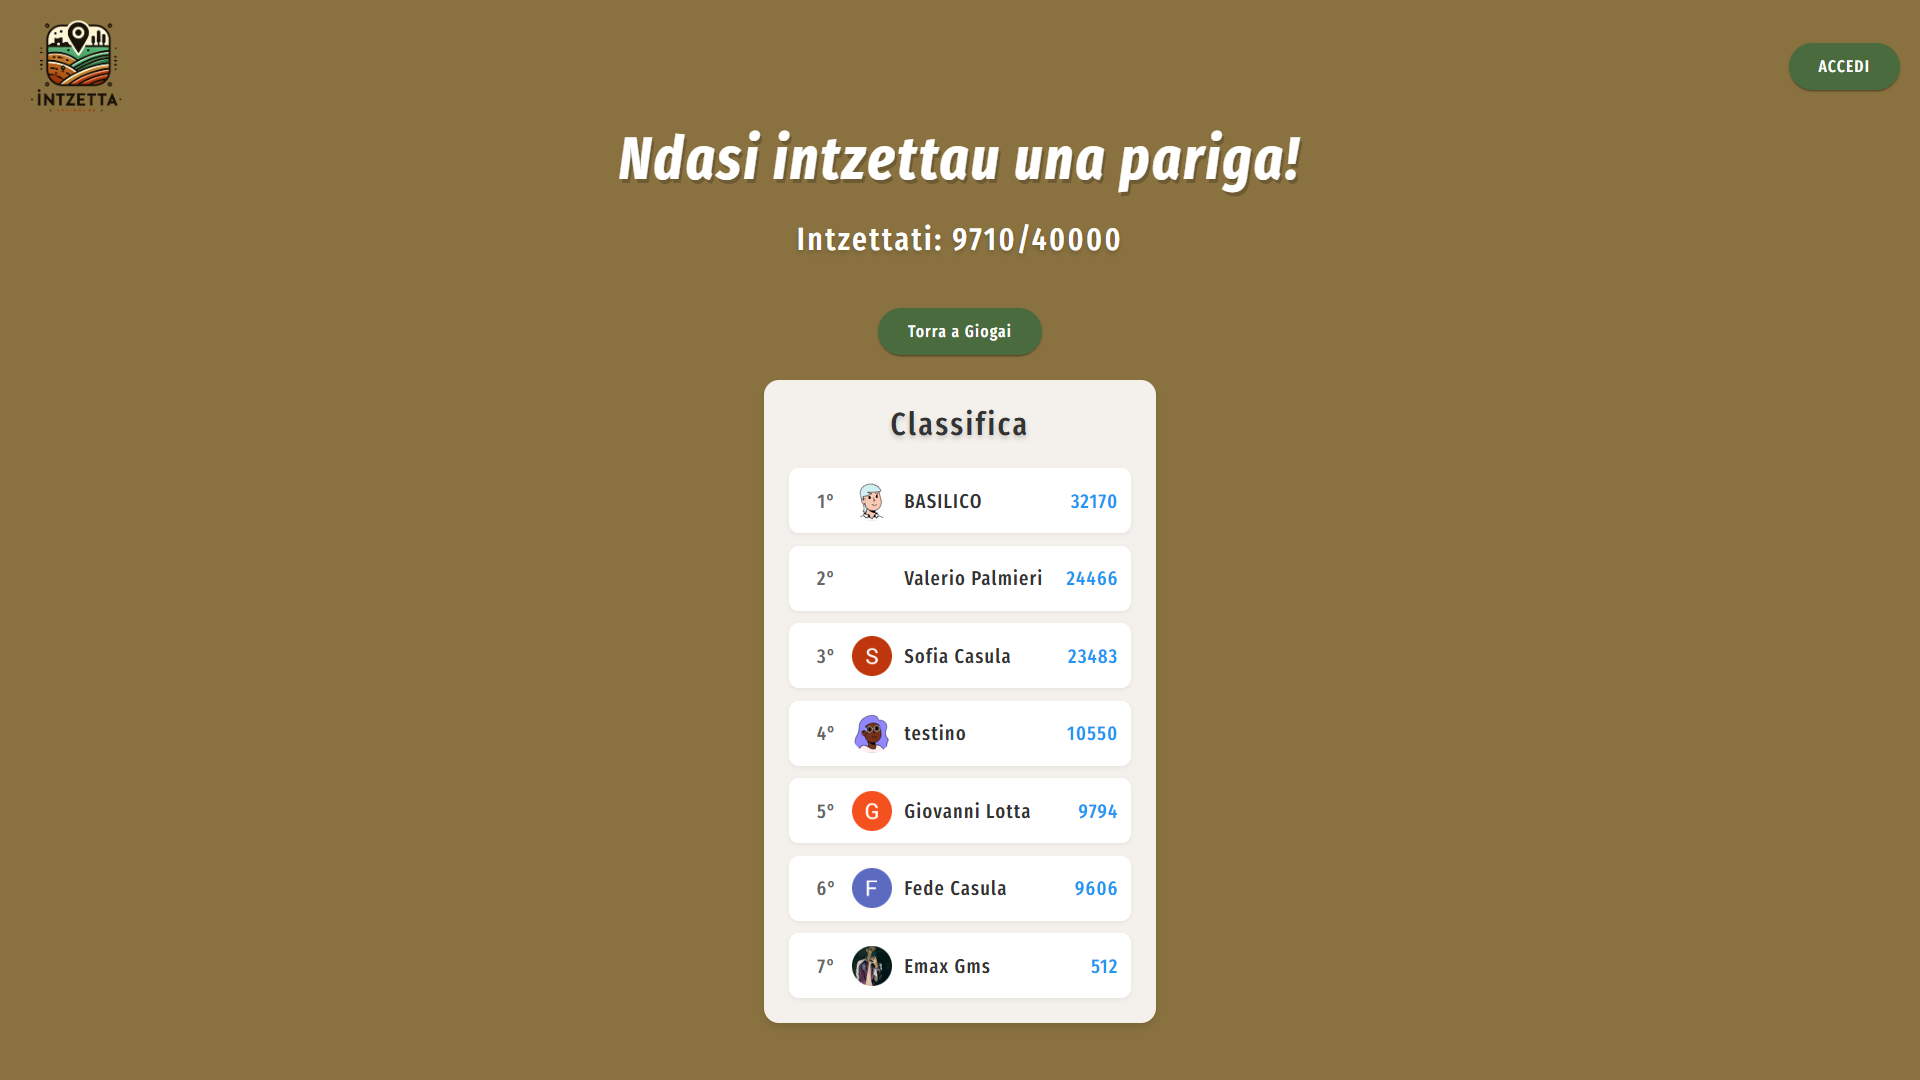 INTZETTA
ACCEDI
Ndasi intzettau una pariga!
Intzettati: 9710/40000
Torra a Giogai
Classifica
1° BASILICO 32170
2° Valerio Palmieri 24466
3° S Sofia Casula 23483
4° testino 10550
5° G Giovanni Lotta 9794
6° F Fede Casula 9606
7° Emax Gms 512